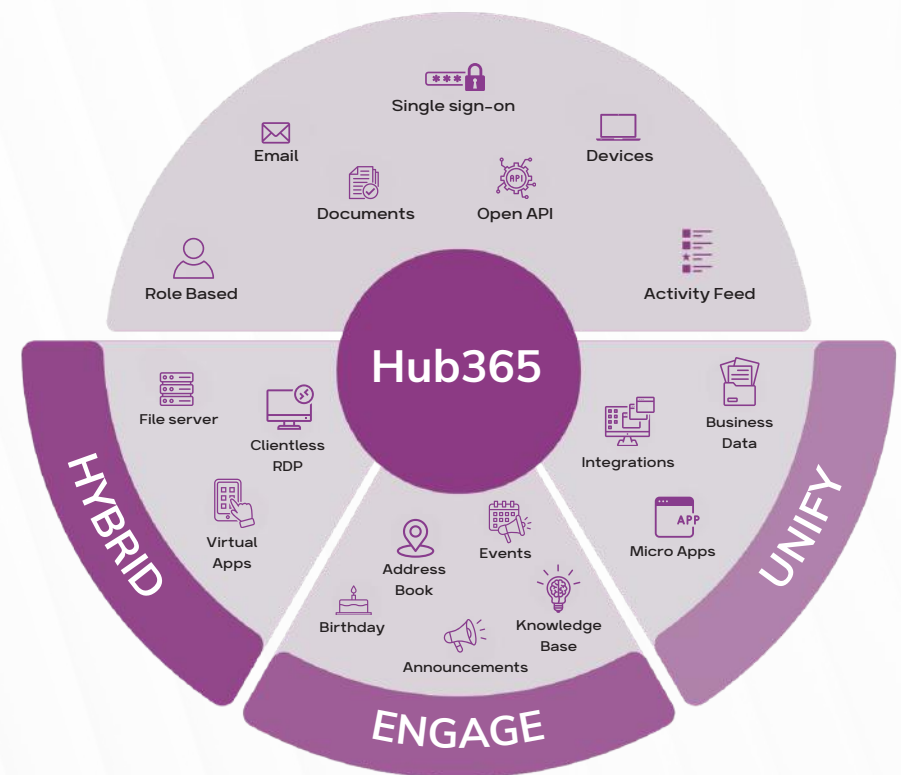 ***
Single sign-on
Email
Devices
Documents
API
Open API
Role Based
Activity Feed
Hub365
File server
Clientless
RDP
Virtual
Apps
HYBRID
Business
Data
Integrations
APP
Micro Apps
UNIFY
Events
Address
Book
Birthday
Knowledge
Base
Announcements
ENGAGE